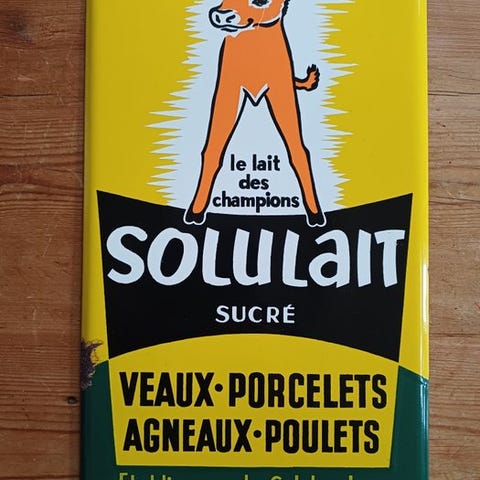 le lait
des
champions
SOLULAIT
SUCRÉ
VEAUX·PORCELETS
AGNEAUX·POULETS